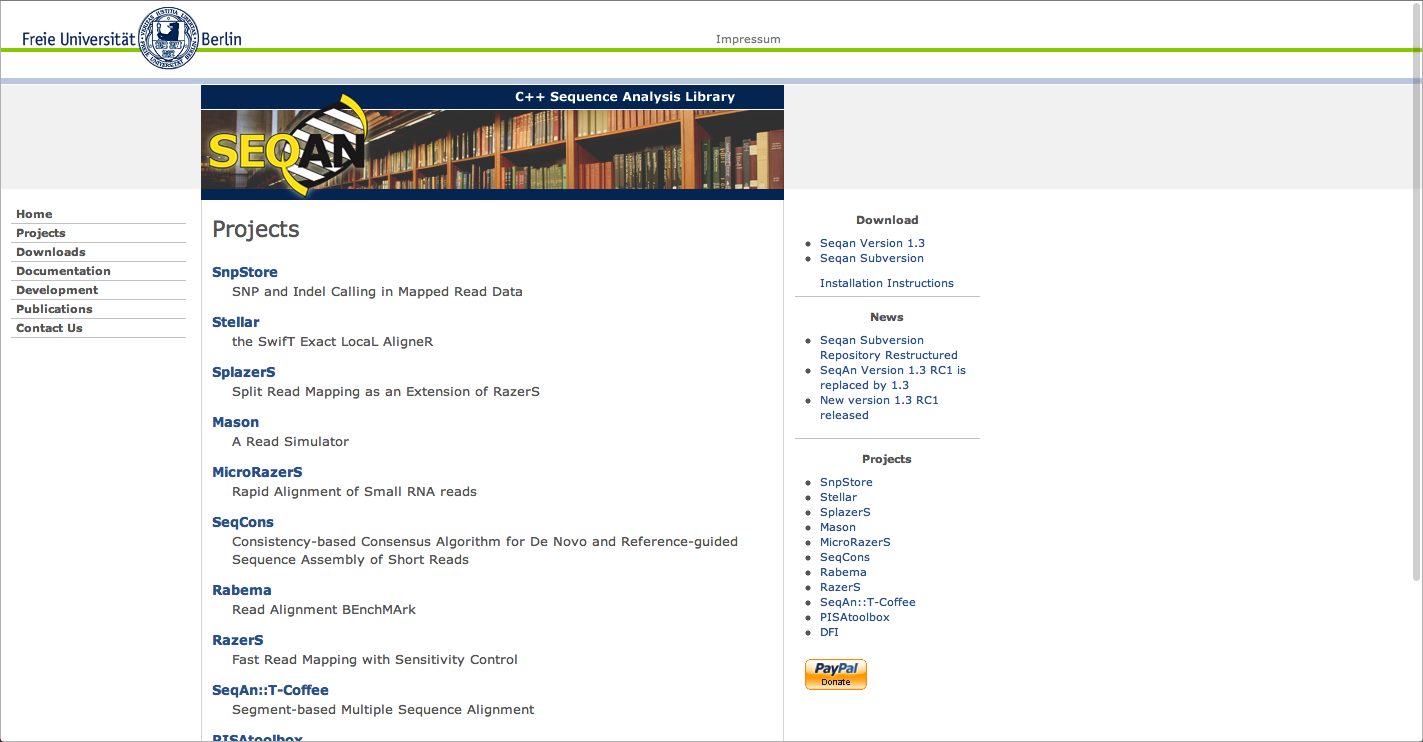 Freie Universität Berlin
Impressum
C++ Sequence Analysis Library
SEQAN
Home
Projects
Downloads
Documentation
Development
Publications
Contact Us
Projects
SnpStore
SNP and Indel Calling in Mapped Read Data
Stellar
the SwifT Exact LocaL AligneR
SplazerS
Split Read Mapping as an Extension of RazerS
Mason
A Read Simulator
MicroRazerS
Rapid Alignment of Small RNA reads
SeqCons
Consistency-based Consensus Algorithm for De Novo and Reference-guided
Sequence Assembly of Short Reads
Rabema
Read Alignment BEnchMArk
RazerS
Fast Read Mapping with Sensitivity Control
SeqAn::T-Coffee
Segment-based Multiple Sequence Alignment
PISAtoolbox
Download
Seqan Version 1.3
Seqan Subversion
Installation Instructions
News
Seqan Subversion
Repository Restructured
SeqAn Version 1.3 RC1 is
replaced by 1.3
New version 1.3 RC1
released
Projects
SnpStore
Stellar
SplazerS
Mason
MicroRazerS
SeqCons
Rabema
RazerS
SeqAn::T-Coffee
PISAtoolbox
DFI
PayPal
Donate